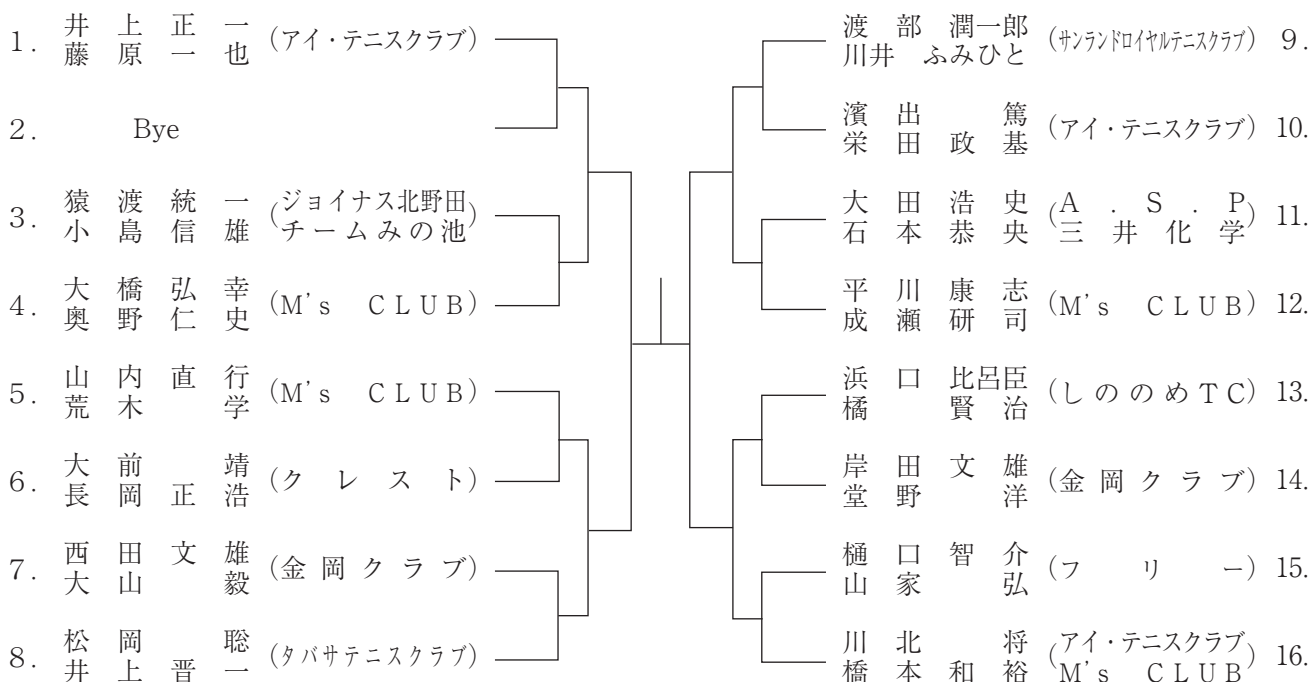 1. 井上正一 (アイ・テニスクラブ)
藤原一也
2. Bye
3. 猿渡統一 (ジョイナス北野田
小島信雄 チームみの池)
4. 大橋弘幸 (M's CLUB)
奥野仁史
5. 山内直行 (M's CLUB)
荒木学
6. 大前靖 (クレスト)
長岡正浩
7. 西田文雄 (金岡クラブ)
大山毅
8. 松岡聡 (タバサテニスクラブ)
井上晋一
渡部潤一郎 (サンランドロイヤルテニスクラブ) 9.
川井ふみひと
濱出篤 (アイ・テニスクラブ) 10.
栄田政基
大田浩史 (A.S.P 11.
石本恭央 三井化学)
平川康志 (M's CLUB) 12.
成瀬研司
浜口比呂臣 (しののめTC) 13.
橘賢治
岸田文雄 (金岡クラブ) 14.
堂野洋
樋口智介 (フリー) 15.
山家弘
川北将 (アイ・テニスクラブ 16.
橋本和裕 M's CLUB)